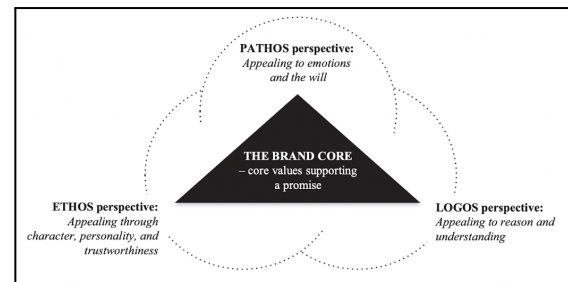 PATHOS perspective:
Appealing to emotions
and the will
THE BRAND CORE
– core values supporting
a promise
ETHOS perspective:
Appealing through
character, personality, and
trustworthiness
LOGOS perspective:
Appealing to reason and
understanding